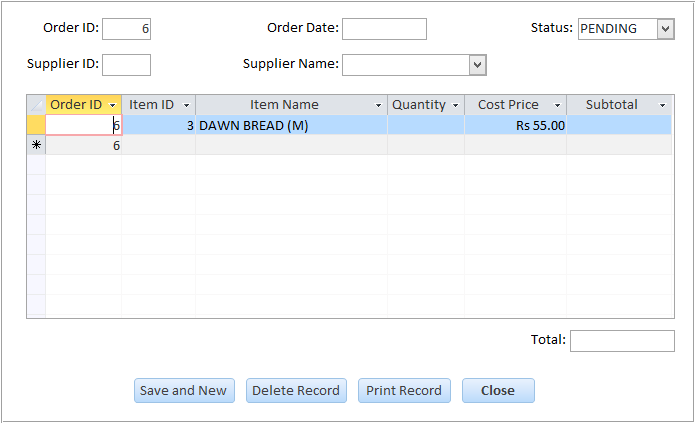 Order ID: 6 Order Date: Status: PENDING
Supplier ID: Supplier Name:
Order ID Item ID Item Name Quantity Cost Price Subtotal
6 3 DAWN BREAD (M) Rs 55.00
* 6
Total:
Save and New Delete Record Print Record Close